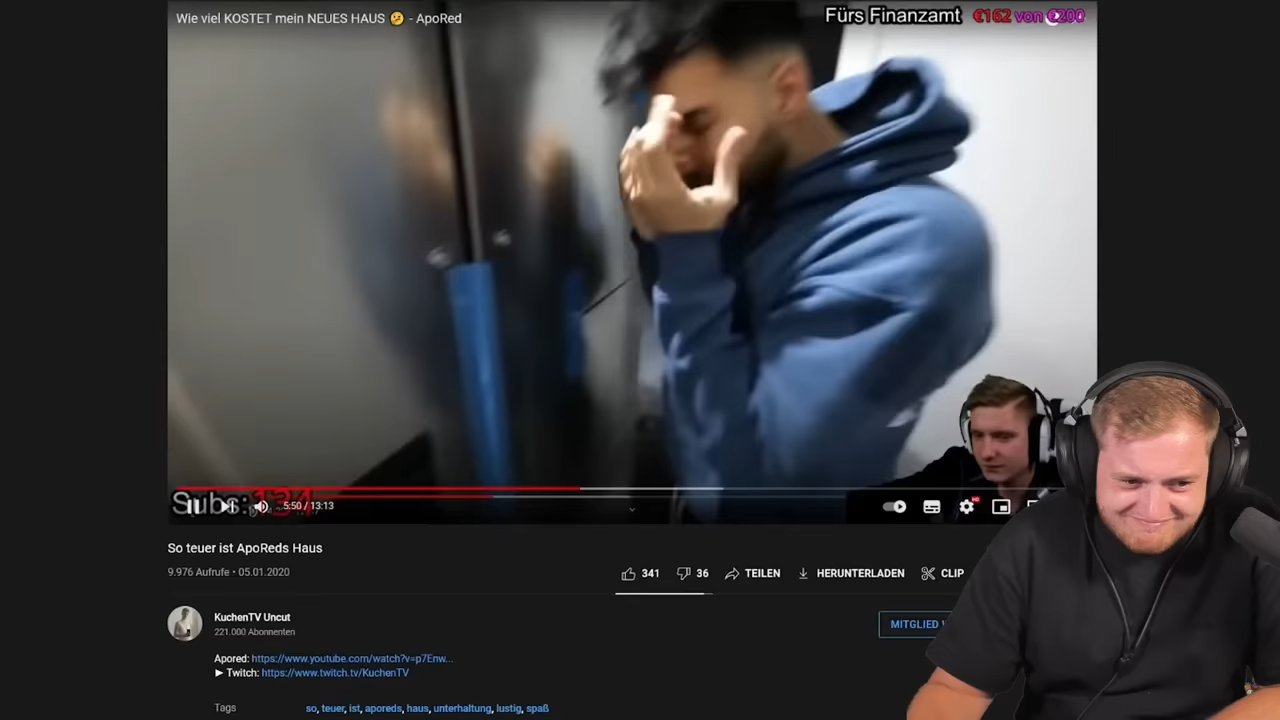 Wie viel KOSTET mein NEUES HAUS 🤔 - ApoRed
Fürs Finanzamt €162 von €200
Subs: 134
5:50 / 13:13
So teuer ist ApoReds Haus
9.976 Aufrufe • 05.01.2020
341 36 TEILEN HERUNTERLADEN CLIP
KuchenTV Uncut
221.000 Abonnenten
MITGLIED
Apored: https://www.youtube.com/watch?v=p7Enw...
► Twitch: https://www.twitch.tv/KuchenTV
Tags so, teuer, ist, aporeds, haus, unterhaltung, lustig, spaß